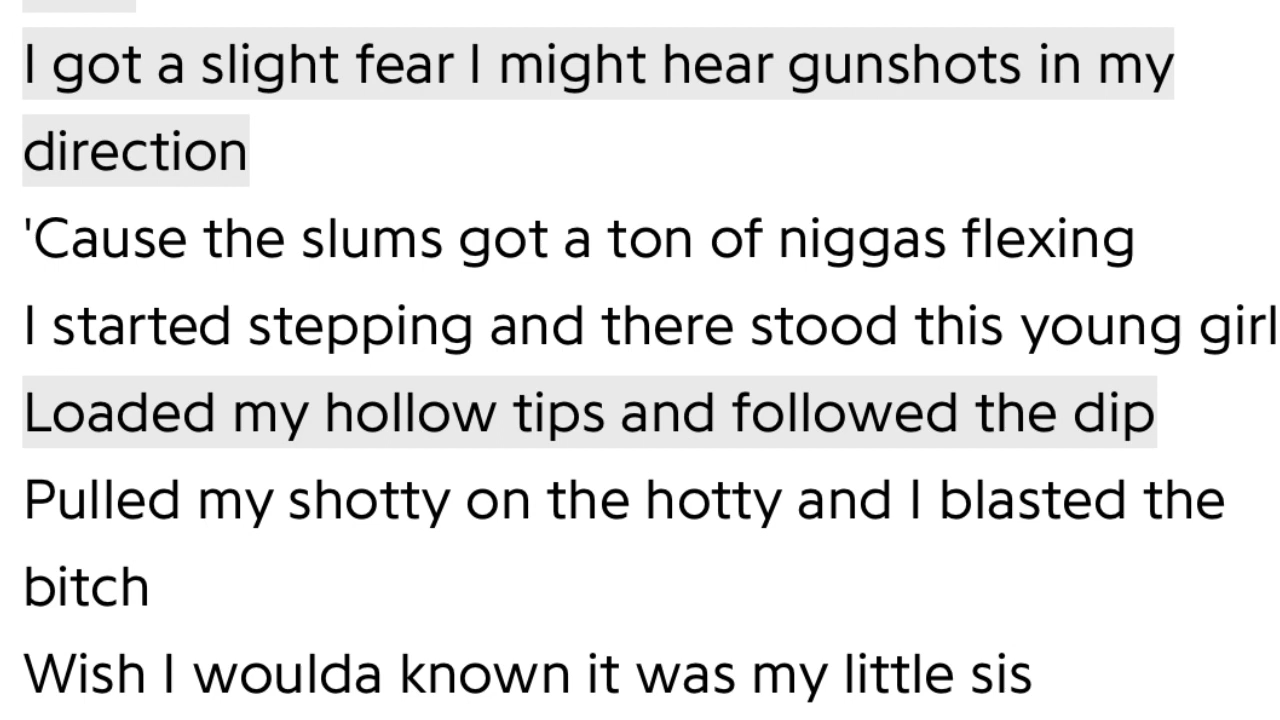 I got a slight fear I might hear gunshots in my
direction
'Cause the slums got a ton of niggas flexing
I started stepping and there stood this young girl
Loaded my hollow tips and followed the dip
Pulled my shotty on the hotty and I blasted the
bitch
Wish I woulda known it was my little sis